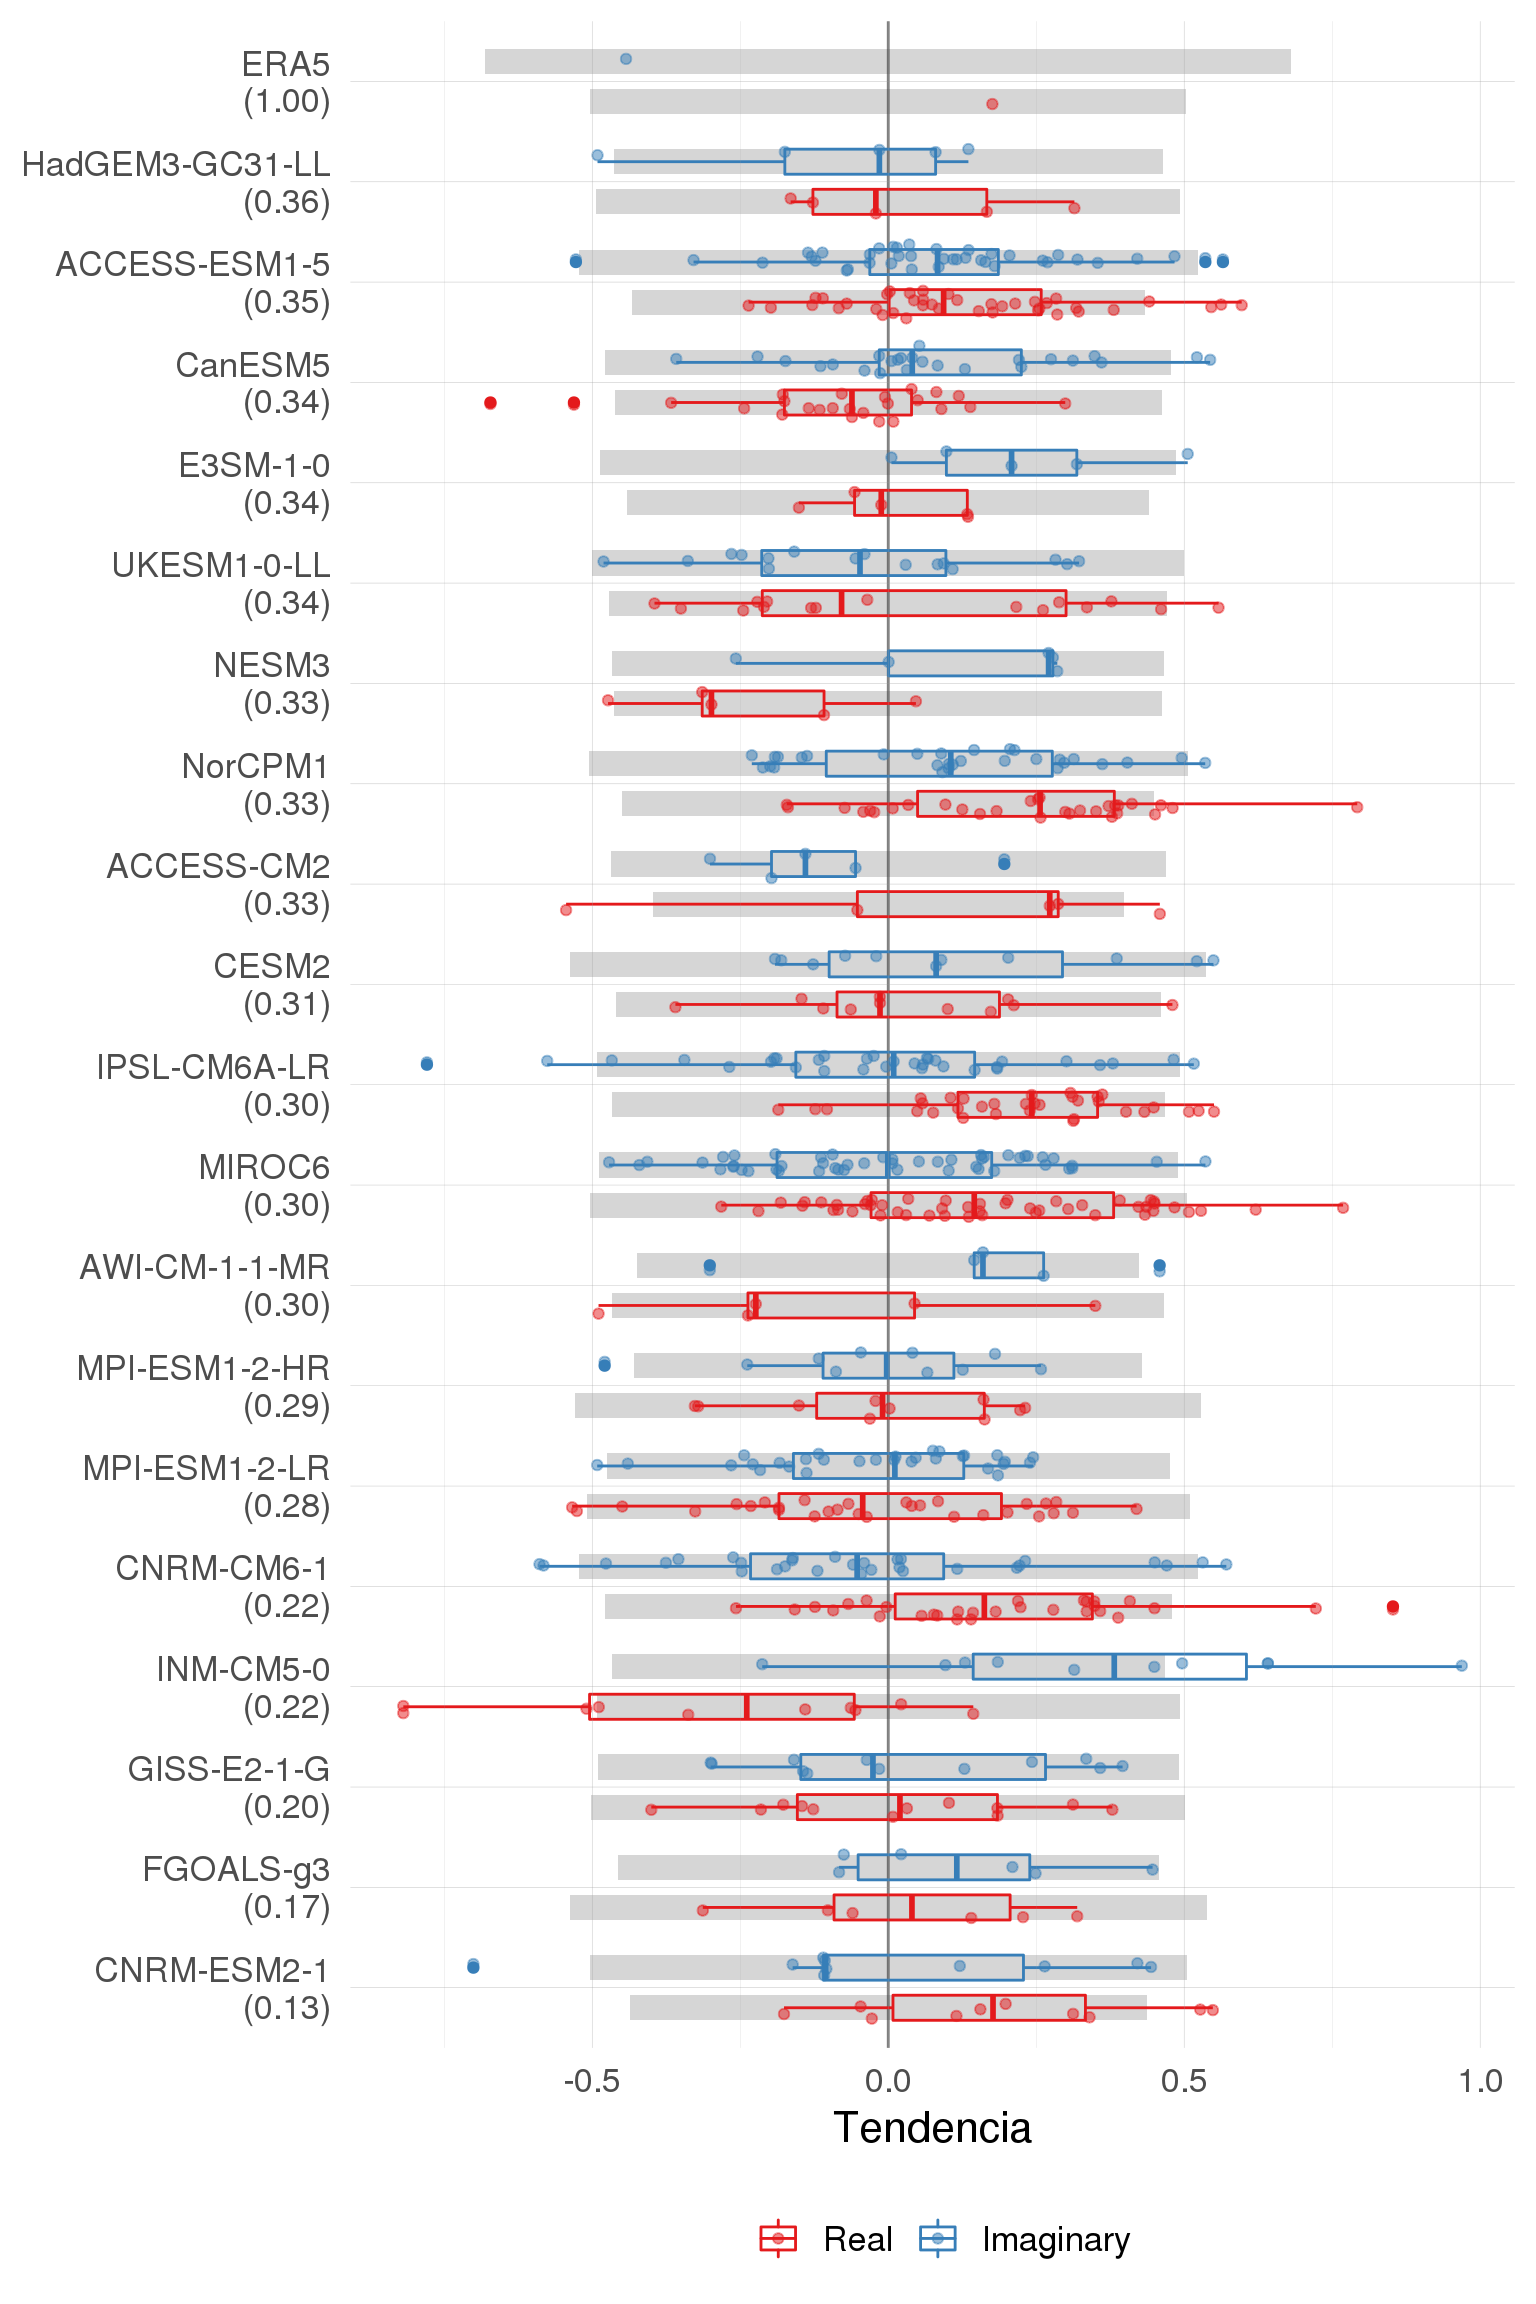 ERA5
(1.00)
HadGEM3-GC31-LL
(0.36)
ACCESS-ESM1-5
(0.35)
CanESM5
(0.34)
E3SM-1-0
(0.34)
UKESM1-0-LL
(0.34)
NESM3
(0.33)
NorCPM1
(0.33)
ACCESS-CM2
(0.33)
CESM2
(0.31)
IPSL-CM6A-LR
(0.30)
MIROC6
(0.30)
AWI-CM-1-1-MR
(0.30)
MPI-ESM1-2-HR
(0.29)
MPI-ESM1-2-LR
(0.28)
CNRM-CM6-1
(0.22)
INM-CM5-0
(0.22)
GISS-E2-1-G
(0.20)
FGOALS-g3
(0.17)
CNRM-ESM2-1
(0.13)
-0.5 0.0 0.5 1.0
Tendencia
Real Imaginary